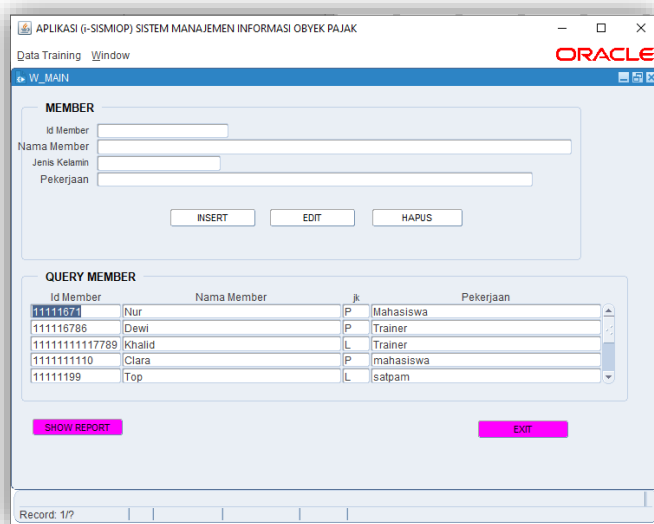 APLIKASI (i-SISMIOP) SISTEM MANAJEMEN INFORMASI OBYEK PAJAK
Data Training Window
ORACLE
W_MAIN
MEMBER
Id Member
Nama Member
Jenis Kelamin
Pekerjaan
INSERT EDIT HAPUS
QUERY MEMBER
Id Member Nama Member jk Pekerjaan
11111671 Nur P Mahasiswa
111116786 Dewi P Trainer
11111111117789 Khalid L Trainer
1111111110 Clara P mahasiswa
11111199 Top L satpam
SHOW REPORT EXIT
Record: 1/?